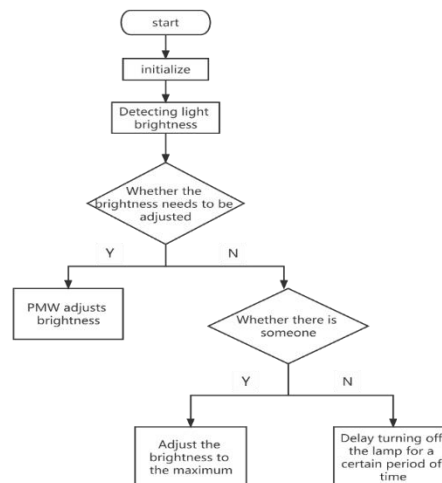 start
initialize
Detecting light
brightness
Whether the
brightness needs to be
adjusted
Y
N
PMW adjusts
brightness
Whether there is
someone
Y
N
Adjust the
brightness to
the maximum
Delay turning off
the lamp for a
certain period of
time